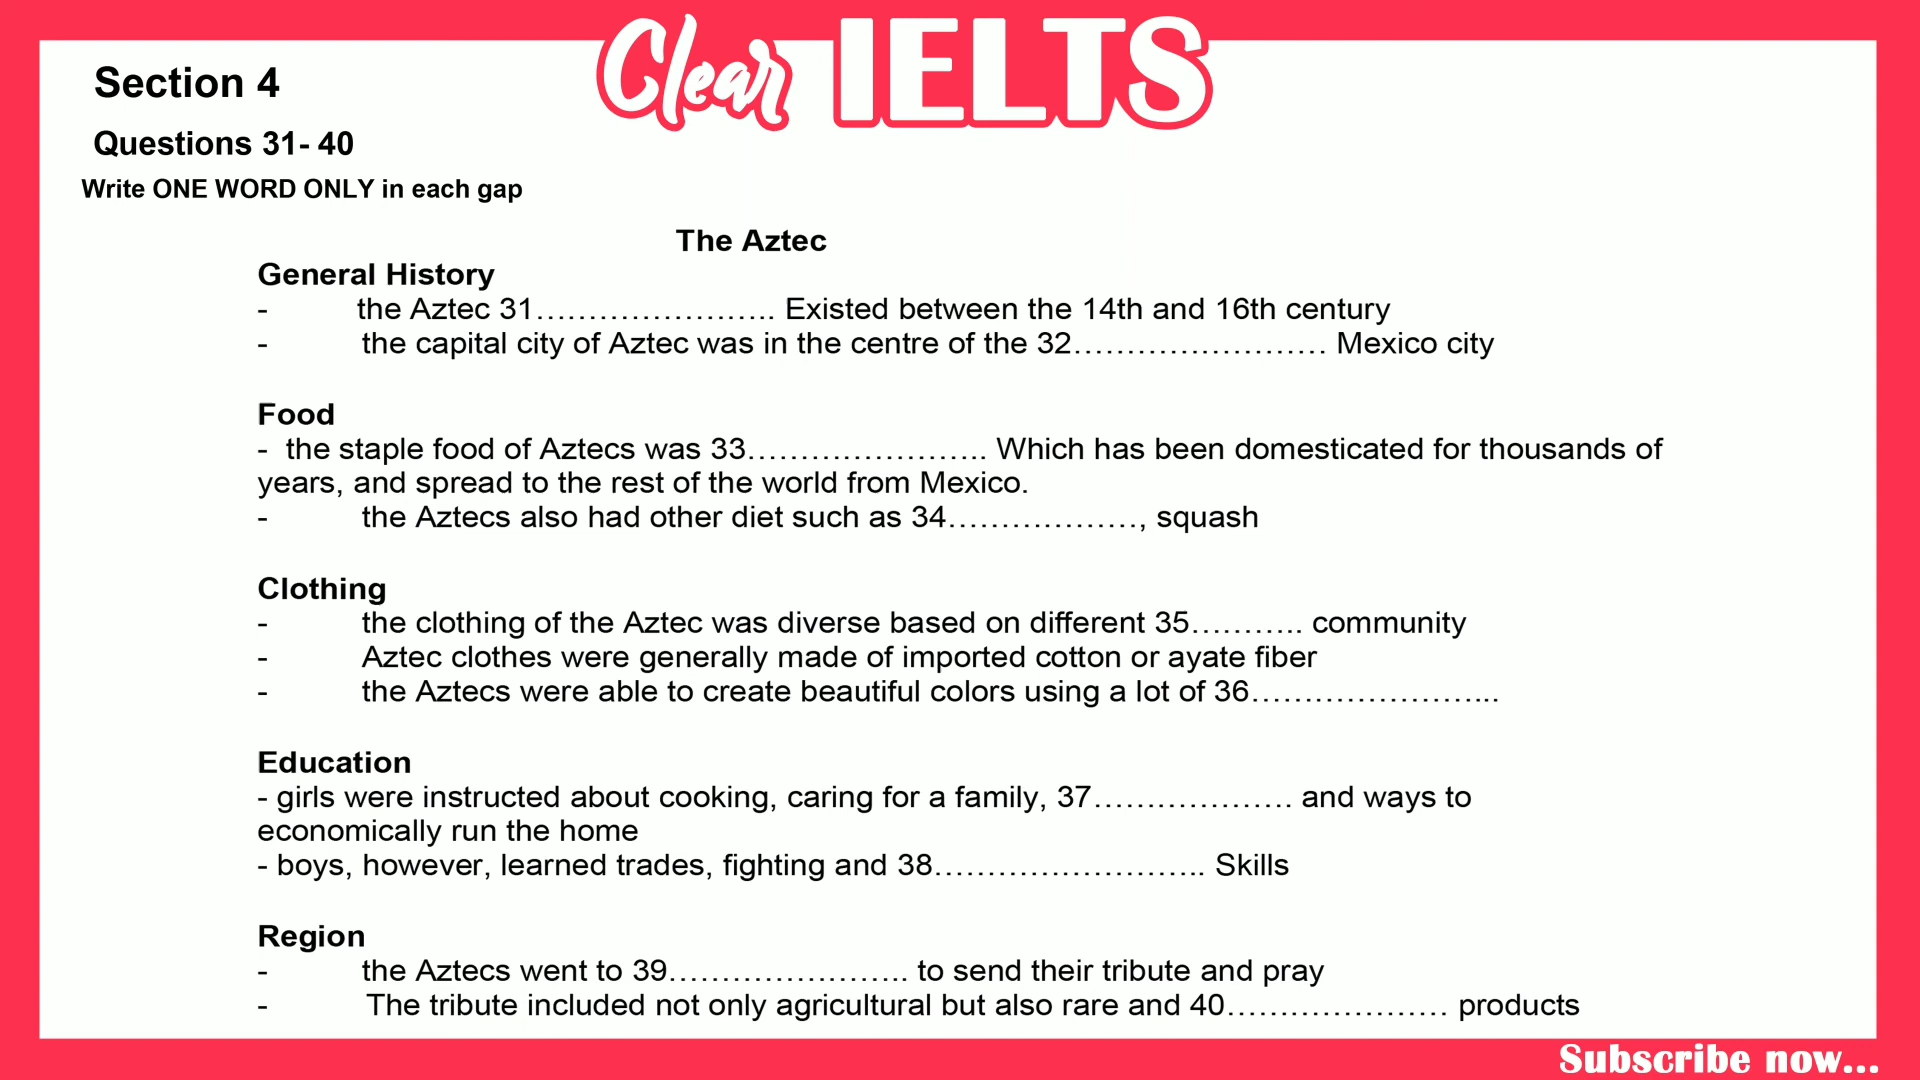 Clear IELTS
Section 4
Questions 31- 40
Write ONE WORD ONLY in each gap
The Aztec
General History
- the Aztec 31………………….. Existed between the 14th and 16th century
- the capital city of Aztec was in the centre of the 32…………………… Mexico city
Food
- the staple food of Aztecs was 33………………….. Which has been domesticated for thousands of
years, and spread to the rest of the world from Mexico.
- the Aztecs also had other diet such as 34………………, squash
Clothing
- the clothing of the Aztec was diverse based on different 35……….. community
- Aztec clothes were generally made of imported cotton or ayate fiber
- the Aztecs were able to create beautiful colors using a lot of 36…………………...
Education
- girls were instructed about cooking, caring for a family, 37………………. and ways to
economically run the home
- boys, however, learned trades, fighting and 38…………………….. Skills
Region
- the Aztecs went to 39………………….. to send their tribute and pray
- The tribute included not only agricultural but also rare and 40………………… products
Subscribe now...